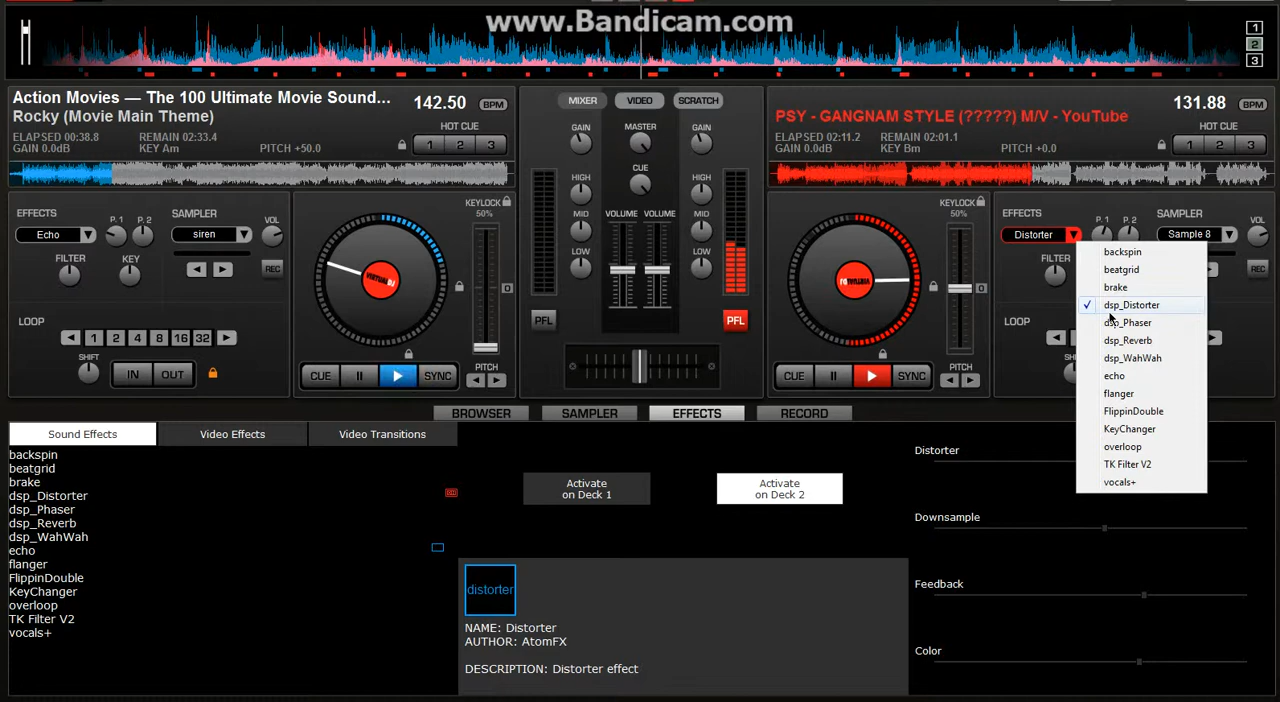 www.Bandicam.com
1
2
3
Action Movies — The 100 Ultimate Movie Sound...
142.50 BPM
Rocky (Movie Main Theme)
ELAPSED 00:38.8 REMAIN 02:33.4
GAIN 0.0dB KEY Am PITCH +50.0
HOT CUE
1 2 3
MIXER VIDEO SCRATCH
GAIN MASTER GAIN
CUE
HIGH HIGH
MID MID
LOW LOW
VOLUME VOLUME
PFL PFL
PSY - GANGNAM STYLE (?????) M/V - YouTube
131.88 BPM
ELAPSED 02:11.2 REMAIN 02:01.1
GAIN 0.0dB KEY Bm PITCH +0.0
HOT CUE
1 2 3
EFFECTS P. 1 P. 2 SAMPLER VOL
Echo siren
FILTER KEY REC
LOOP
1 2 4 8 16 32
SHIFT IN OUT
KEYLOCK
50%
0
CUE SYNC PITCH
KEYLOCK
50%
0
CUE SYNC PITCH
EFFECTS P. 1 P. 2 SAMPLER VOL
Distorter Sample 8
FILTER REC
LOOP
backspin
beatgrid
brake
dsp_Distorter
dsp_Phaser
dsp_Reverb
dsp_WahWah
echo
flanger
FlippinDouble
KeyChanger
overloop
TK Filter V2
vocals+
BROWSER SAMPLER EFFECTS RECORD
Sound Effects Video Effects Video Transitions
backspin
beatgrid
brake
dsp_Distorter
dsp_Phaser
dsp_Reverb
dsp_WahWah
echo
flanger
FlippinDouble
KeyChanger
overloop
TK Filter V2
vocals+
Activate
on Deck 1
Activate
on Deck 2
distorter
NAME: Distorter
AUTHOR: AtomFX
DESCRIPTION: Distorter effect
Distorter
Downsample
Feedback
Color